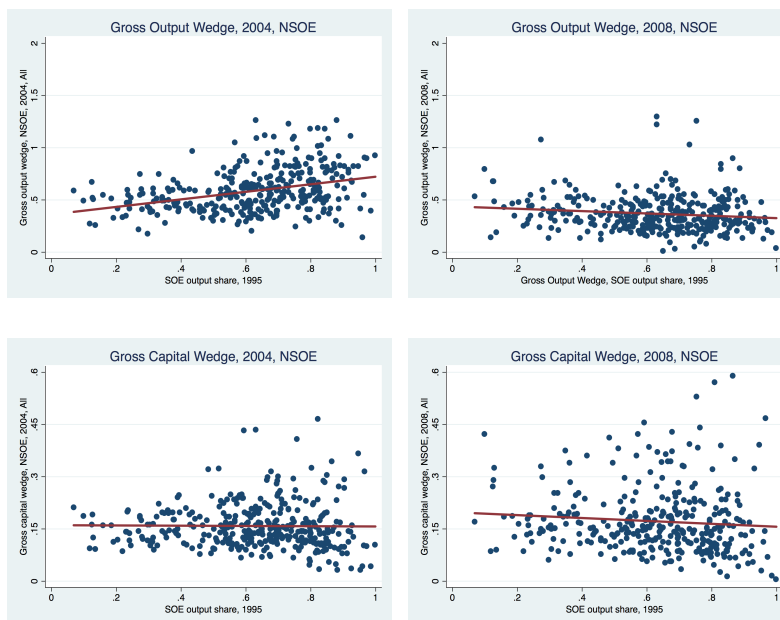 Gross Output Wedge, 2004, NSOE
Gross output wedge, NSOE, 2004, All
2
1.5
1
.5
0
0 .2 .4 .6 .8 1
SOE output share, 1995
Gross Output Wedge, 2008, NSOE
Gross output wedge, NSOE, 2008, All
2
1.5
1
.5
0
0 .2 .4 .6 .8 1
Gross Output Wedge, SOE output share, 1995
Gross Capital Wedge, 2004, NSOE
Gross capital wedge, NSOE, 2004, All
.6
.45
.3
.15
0
0 .2 .4 .6 .8 1
SOE output share, 1995
Gross Capital Wedge, 2008, NSOE
Gross capital wedge, NSOE, 2008, All
.6
.45
.3
.15
0
0 .2 .4 .6 .8 1
SOE output share, 1995